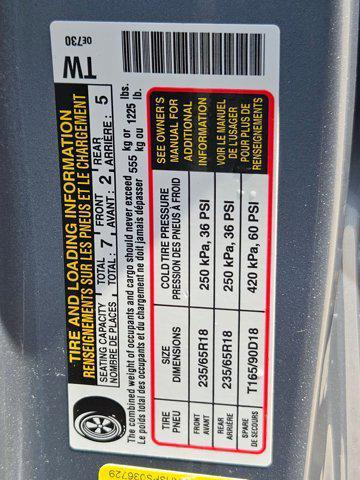 TIRE AND LOADING INFORMATION
RENSEIGNEMENTS SUR LES PNEUS ET LE CHARGEMENT
SEATING CAPACITY TOTAL : 7 FRONT : 2 REAR : 5
NOMBRE DE PLACES TOTAL : AVANT : ARRIÈRE :
The combined weight of occupants and cargo should never exceed 555 kg or 1225 lbs.
Le poids total des occupants et du chargement ne doit jamais dépasser kg ou lb.
TIRE SIZE COLD TIRE PRESSURE
PNEU DIMENSIONS PRESSION DES PNEUS À FROID
FRONT 235/65R18 250 kPa, 36 PSI
AVANT
REAR 235/65R18 250 kPa, 36 PSI
ARRIÈRE
SPARE T165/90D18 420 kPa, 60 PSI
DE SECOURS
SEE OWNER'S
MANUAL FOR
ADDITIONAL
INFORMATION
VOIR LE MANUEL
DE L'USAGER
POUR PLUS DE
RENSEIGNEMENTS
TW
0E730